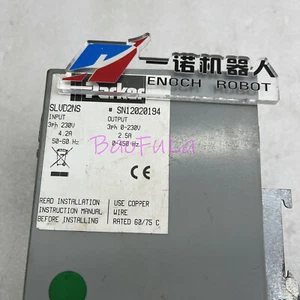 一诺机器人
ENOCH ROBOT
Parker
SLVD2NS
SN12020194
INPUT
OUTPUT
3ph 230V
3ph 0-230V
4.2A
2.5A
50-60 Hz
0-450 Hz
BaoFuLa
READ INSTALLATION
INSTRUCTION MANUAL
BEFORE INSTALLING
USE COPPER
WIRE
RATED 60/75 C